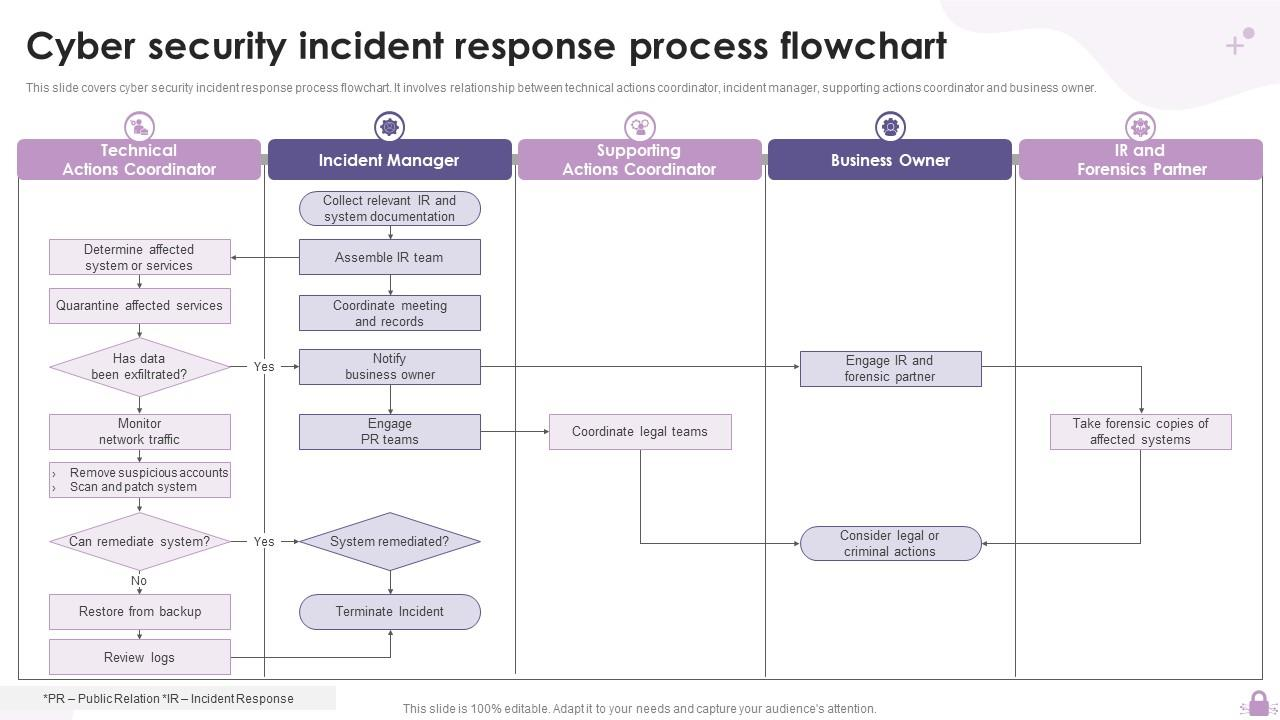 Cyber security incident response process flowchart
This slide covers cyber security incident response process flowchart. It involves relationship between technical actions coordinator, incident manager, supporting actions coordinator and business owner.
Technical
Actions Coordinator
Incident Manager
Supporting
Actions Coordinator
Business Owner
IR and
Forensics Partner
Collect relevant IR and
system documentation
Determine affected
system or services
Assemble IR team
Quarantine affected services
Coordinate meeting
and records
Has data
been exfiltrated?
Yes
Notify
business owner
Engage IR and
forensic partner
Monitor
network traffic
Engage
PR teams
Coordinate legal teams
Take forensic copies of
affected systems
› Remove suspicious accounts
› Scan and patch system
Can remediate system?
Yes
System remediated?
Consider legal or
criminal actions
No
Restore from backup
Terminate Incident
Review logs
*PR – Public Relation *IR – Incident Response
This slide is 100% editable. Adapt it to your needs and capture your audience's attention.